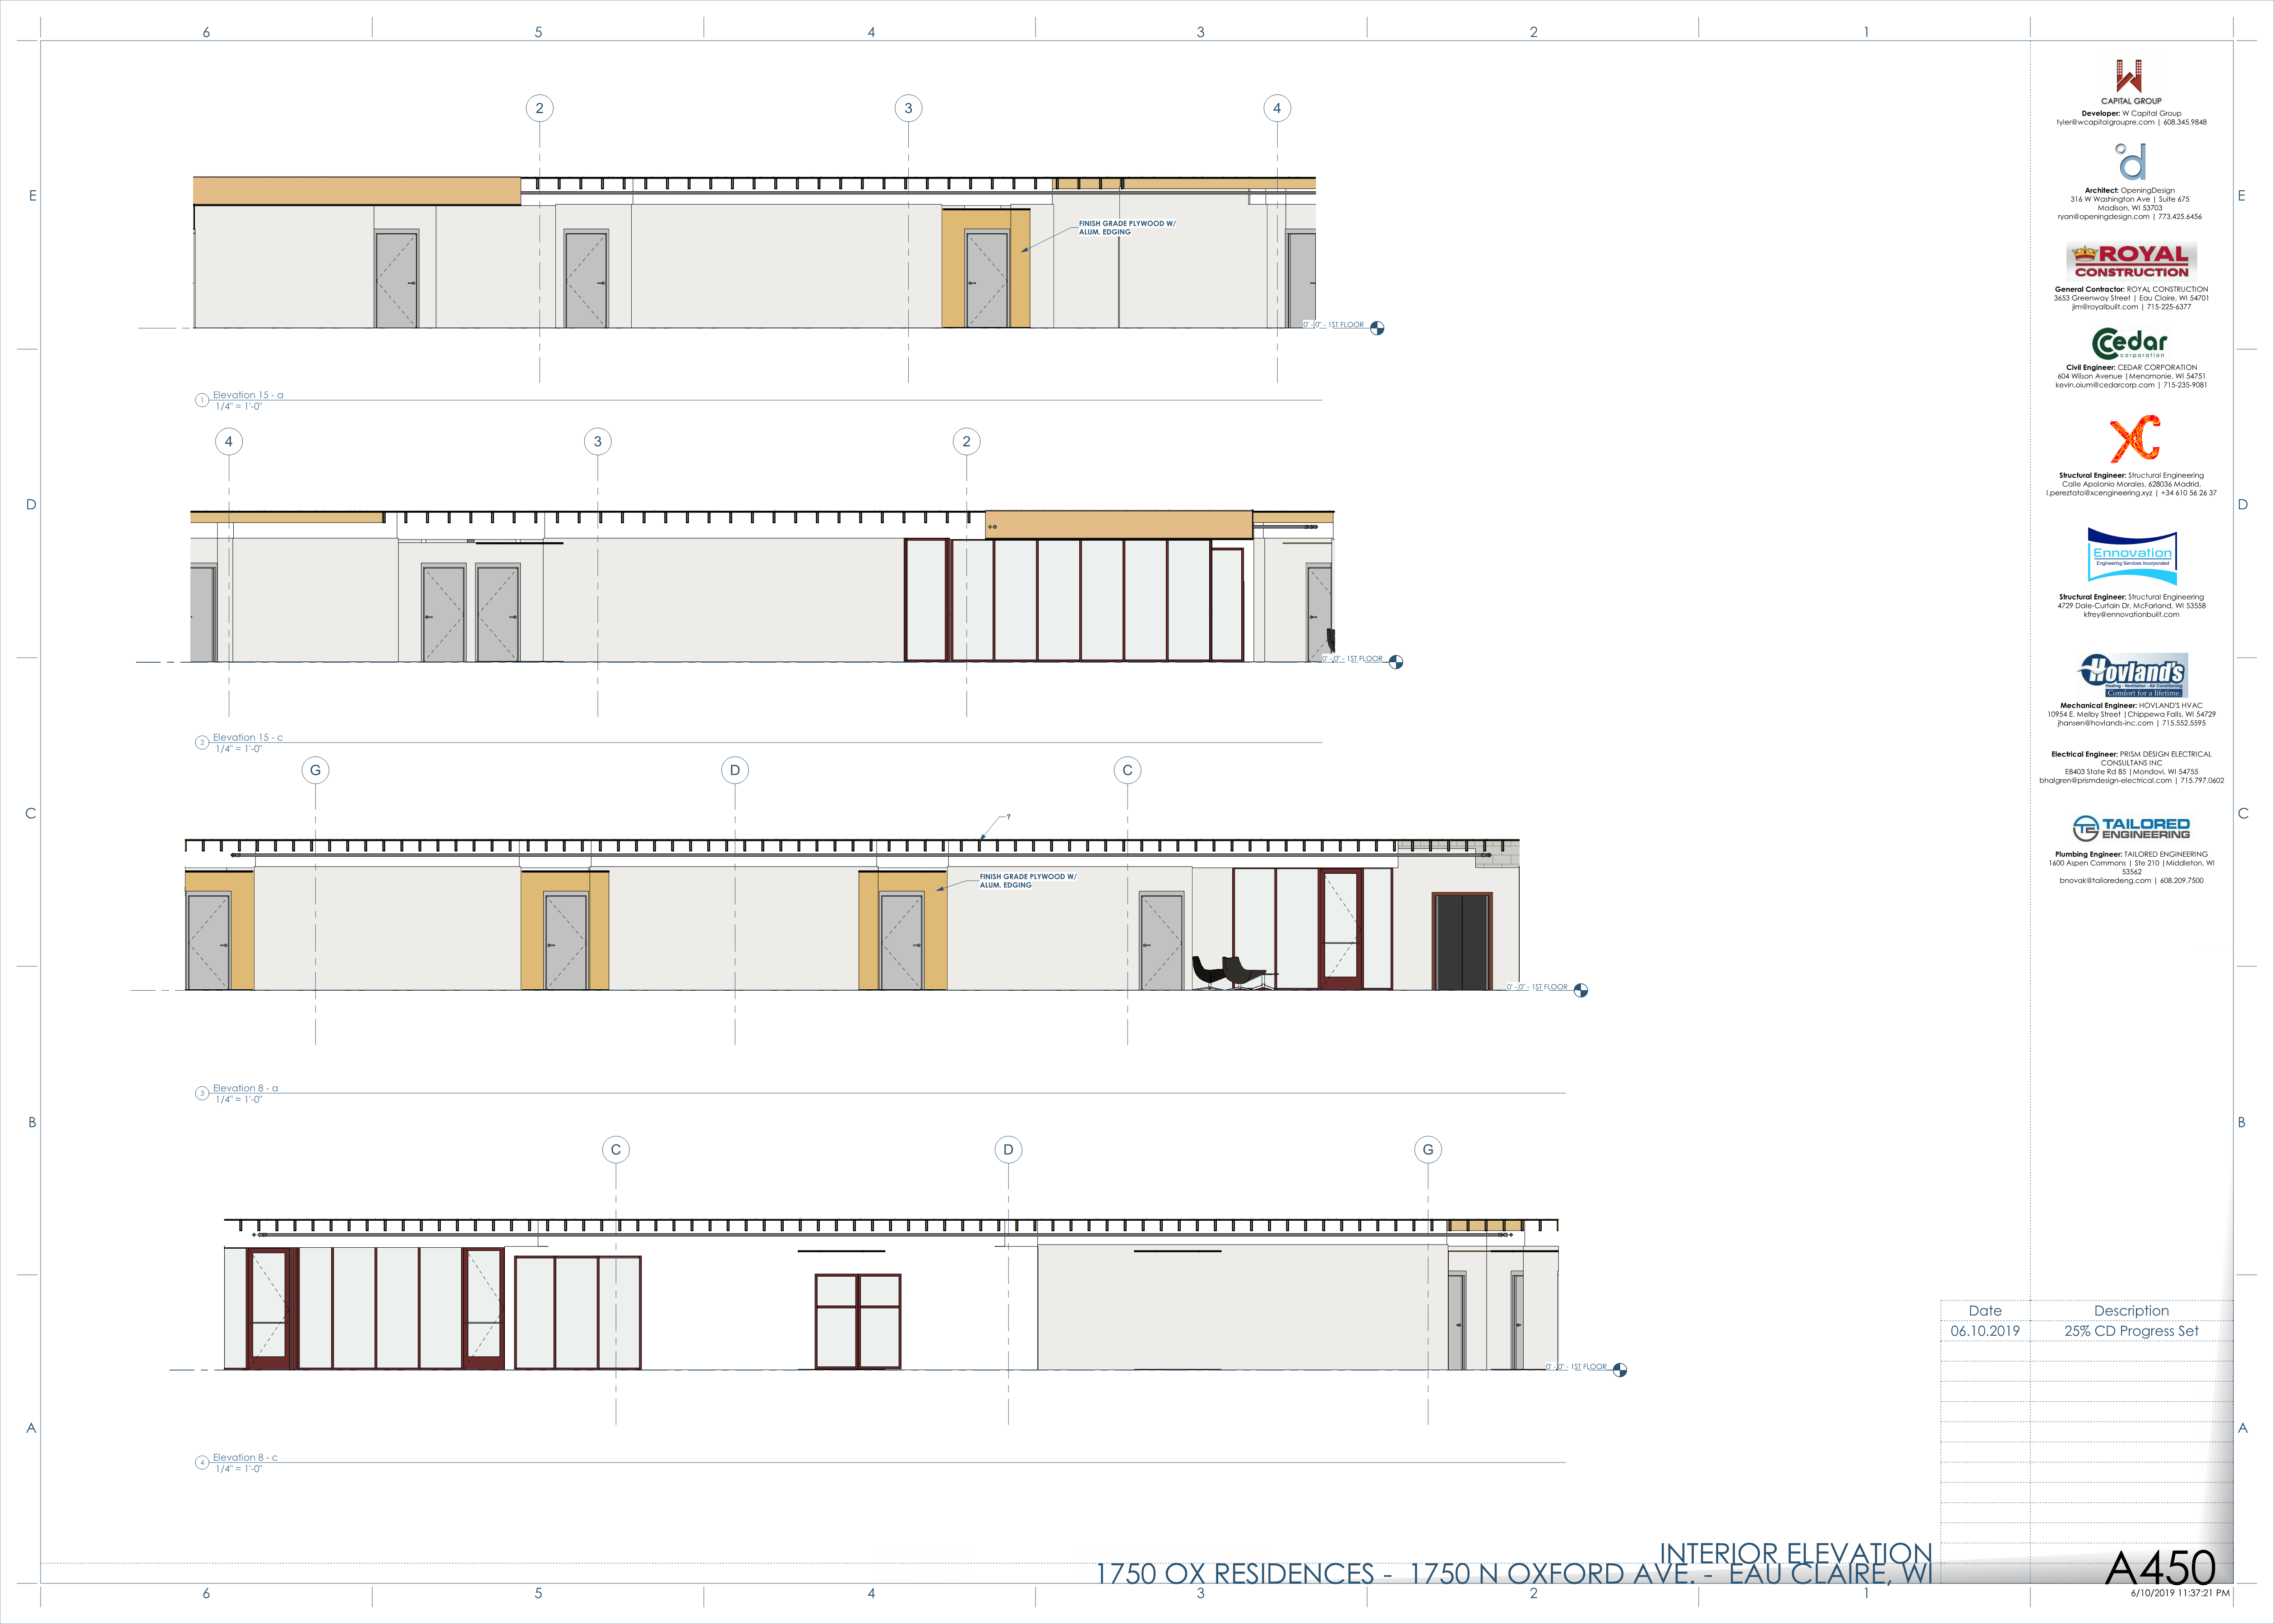 6 5 4 3 2 1
2 3 4
E E
FINISH GRADE PLYWOOD W/
ALUM. EDGING
0' - 0" - 1ST FLOOR
1 Elevation 15 - a
1/4" = 1'-0"
4 3 2
D D
0' - 0" - 1ST FLOOR
2 Elevation 15 - c
1/4" = 1'-0"
G D C
C C
?
FINISH GRADE PLYWOOD W/
ALUM. EDGING
0' - 0" - 1ST FLOOR
3 Elevation 8 - a
1/4" = 1'-0"
B B
C D G
0' - 0" - 1ST FLOOR
A A
4 Elevation 8 - c
1/4" = 1'-0"
W
CAPITAL GROUP
Developer: W Capital Group
tyler@wcapitalgroupre.com | 608.345.9848
d
Architect: OpeningDesign
316 W Washington Ave | Suite 675
Madison, WI 53703
ryan@openingdesign.com | 773.425.6456
ROYAL
CONSTRUCTION
General Contractor: ROYAL CONSTRUCTION
3653 Greenway Street | Eau Claire, WI 54701
jim@royalbuilt.com | 715-225-6377
Cedar
corporation
Civil Engineer: CEDAR CORPORATION
604 Wilson Avenue |Menomonie, WI 54751
kevin.oium@cedarcorp.com | 715-235-9081
XC
Structural Engineer: Structural Engineering
Calle Apolonio Morales, 628036 Madrid,
l.pereztato@xcengineering.xyz | +34 610 56 26 37
Ennovation
Engineering Services Incorporated
Structural Engineer: Structural Engineering
4729 Dale-Curtain Dr, McFarland, WI 53558
kfrey@ennovationbuilt.com
Hovland's
Heating - Ventilation - Air Conditioning
Comfort for a lifetime.
Mechanical Engineer: HOVLAND'S HVAC
10954 E. Melby Street |Chippewa Falls, WI 54729
jhansen@hovlands-inc.com | 715.552.5595
Electrical Engineer: PRISM DESIGN ELECTRICAL
CONSULTANS INC
E8403 State Rd 85 |Mondovi, WI 54755
bhalgren@prismdesign-electrical.com | 715.797.0602
TE TAILORED
ENGINEERING
Plumbing Engineer: TAILORED ENGINEERING
1600 Aspen Commons | Ste 210 |Middleton, WI
53562
bnovak@tailoredeng.com | 608.209.7500
Date Description
06.10.2019 25% CD Progress Set
INTERIOR ELEVATION
1750 OX RESIDENCES - 1750 N OXFORD AVE. - EAU CLAIRE, WI
A450
6/10/2019 11:37:21 PM
6 5 4 3 2 1